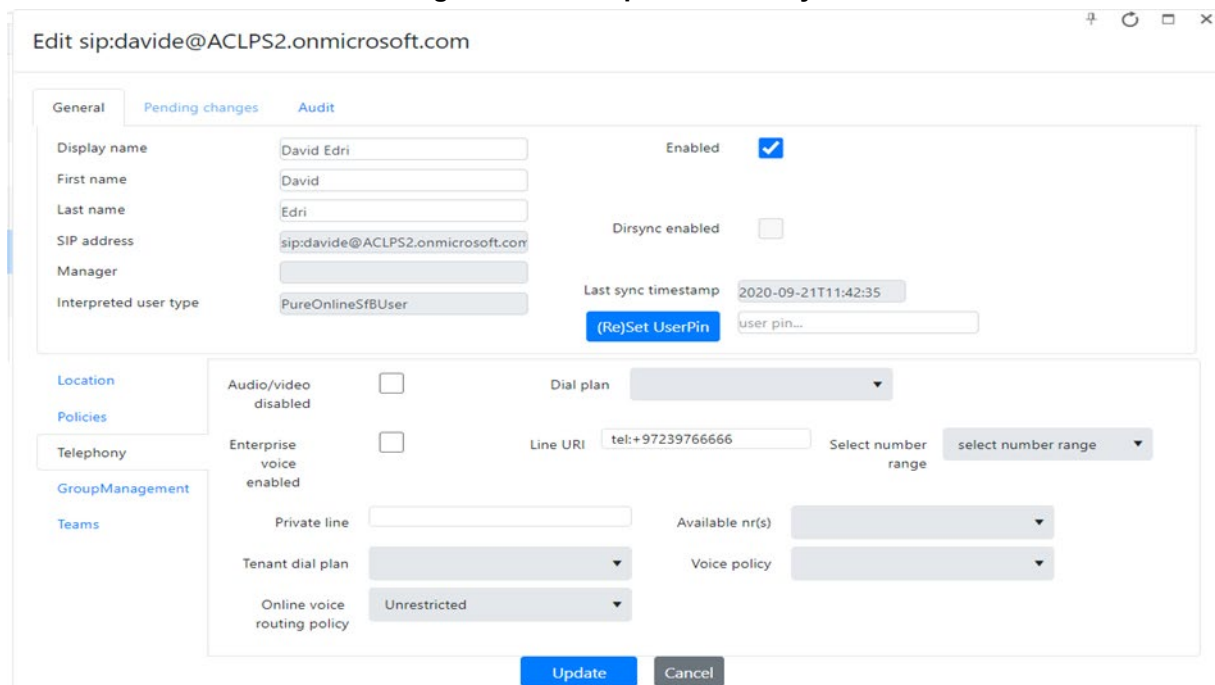 Edit sip:davide@ACLPS2.onmicrosoft.com
General Pending changes Audit
Display name David Edri Enabled
First name David
Last name Edri
SIP address sip:davide@ACLPS2.onmicrosoft.com Dirsync enabled
Manager
Interpreted user type PureOnlineSfBUser Last sync timestamp 2020-09-21T11:42:35
(Re)Set UserPin user pin...
Location
Policies
Telephony
GroupManagement
Teams
Audio/video disabled Dial plan
Enterprise voice enabled Line URI tel:+97239766666 Select number range select number range
Private line Available nr(s)
Tenant dial plan Voice policy
Online voice routing policy Unrestricted
Update Cancel